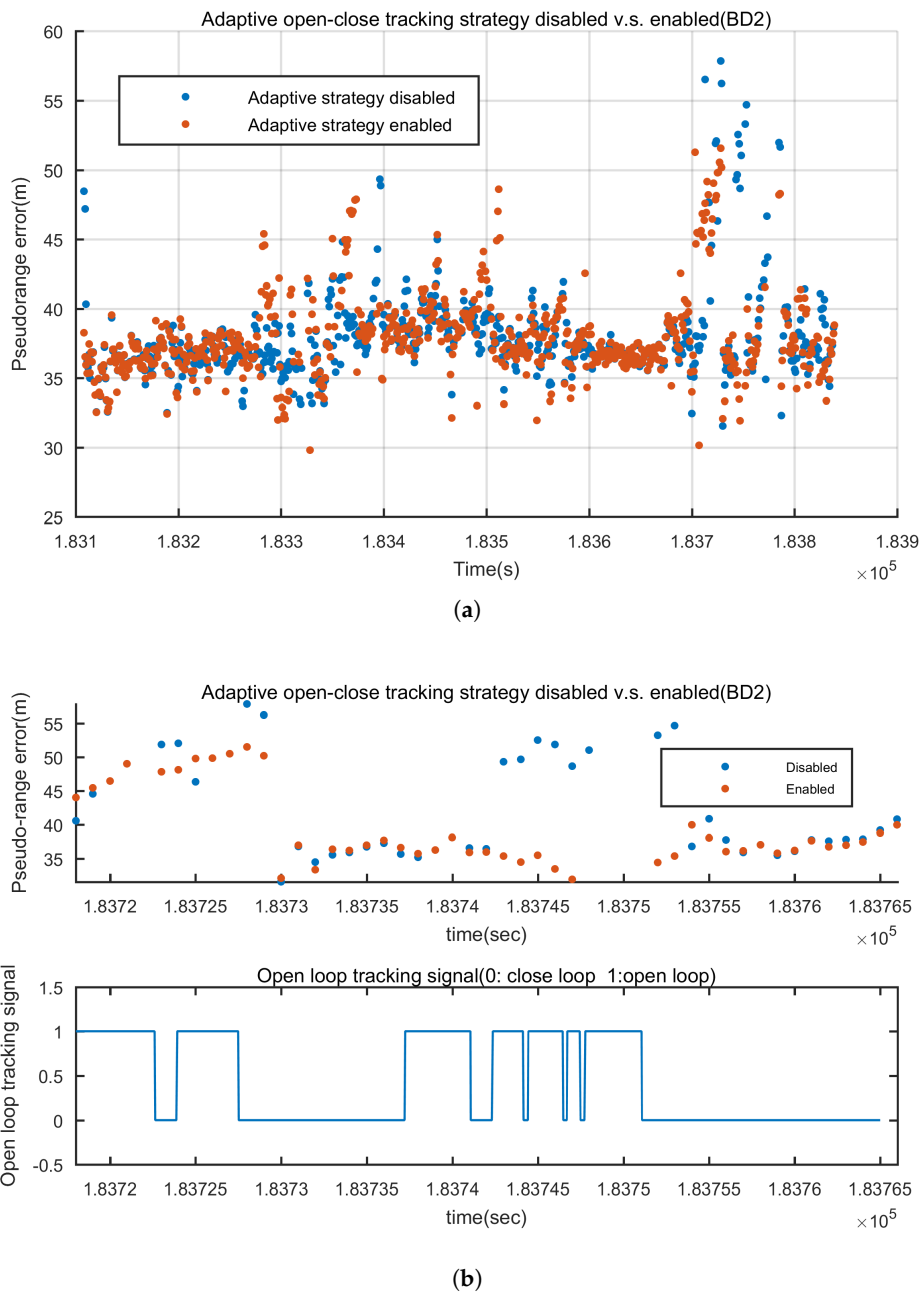 Adaptive open-close tracking strategy disabled v.s. enabled(BD2)
60
55
50
45
40
35
30
25
Pseudorange error(m)
Adaptive strategy disabled
Adaptive strategy enabled
1.831 1.832 1.833 1.834 1.835 1.836 1.837 1.838 1.839
Time(s)
×10^5
(a)
Adaptive open-close tracking strategy disabled v.s. enabled(BD2)
55
50
45
40
35
Pseudo-range error(m)
Disabled
Enabled
1.8372 1.83725 1.8373 1.83735 1.8374 1.83745 1.8375 1.83755 1.8376 1.83765
time(sec)
×10^5
Open loop tracking signal(0: close loop 1:open loop)
1.5
1
0.5
0
-0.5
Open loop tracking signal
1.8372 1.83725 1.8373 1.83735 1.8374 1.83745 1.8375 1.83755 1.8376 1.83765
time(sec)
×10^5
(b)